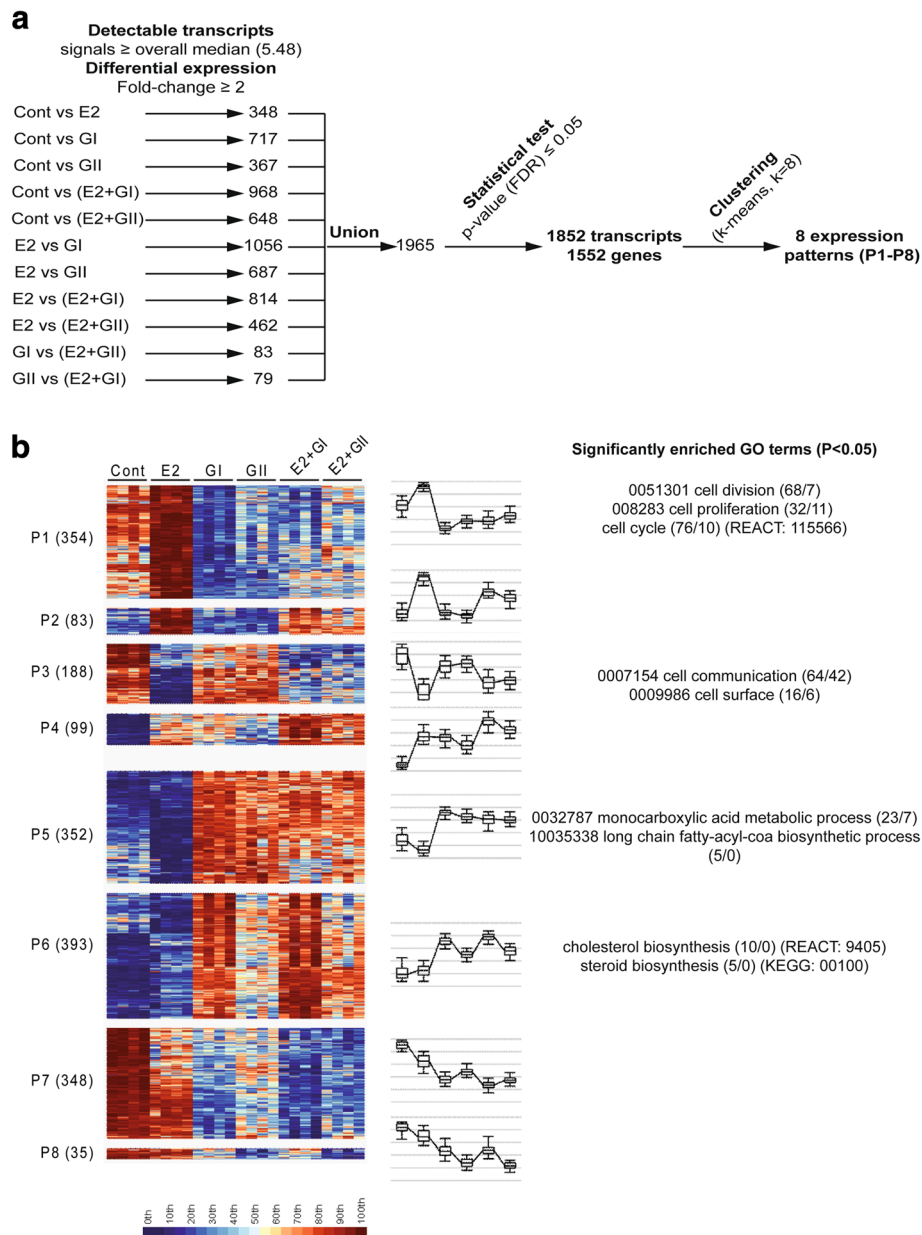 a
Detectable transcripts
signals ≥ overall median (5.48)
Differential expression
Fold-change ≥ 2
Cont vs E2 348
Cont vs GI 717
Cont vs GII 367
Cont vs (E2+GI) 968
Cont vs (E2+GII) 648
E2 vs GI 1056
E2 vs GII 687
E2 vs (E2+GI) 814
E2 vs (E2+GII) 462
GI vs (E2+GII) 83
GII vs (E2+GI) 79
Union
1965
Statistical test
p-value (FDR) ≤ 0.05
1852 transcripts
1552 genes
Clustering
(k-means, k=8)
8 expression
patterns (P1-P8)
b
Cont E2 GI GII E2+GI E2+GII
Significantly enriched GO terms (P<0.05)
P1 (354)
0051301 cell division (68/7)
008283 cell proliferation (32/11)
cell cycle (76/10) (REACT: 115566)
P2 (83)
P3 (188)
0007154 cell communication (64/42)
0009986 cell surface (16/6)
P4 (99)
P5 (352)
0032787 monocarboxylic acid metabolic process (23/7)
10035338 long chain fatty-acyl-coa biosynthetic process
(5/0)
P6 (393)
cholesterol biosynthesis (10/0) (REACT: 9405)
steroid biosynthesis (5/0) (KEGG: 00100)
P7 (348)
P8 (35)
0th 10th 20th 30th 40th 50th 60th 70th 80th 90th 100th